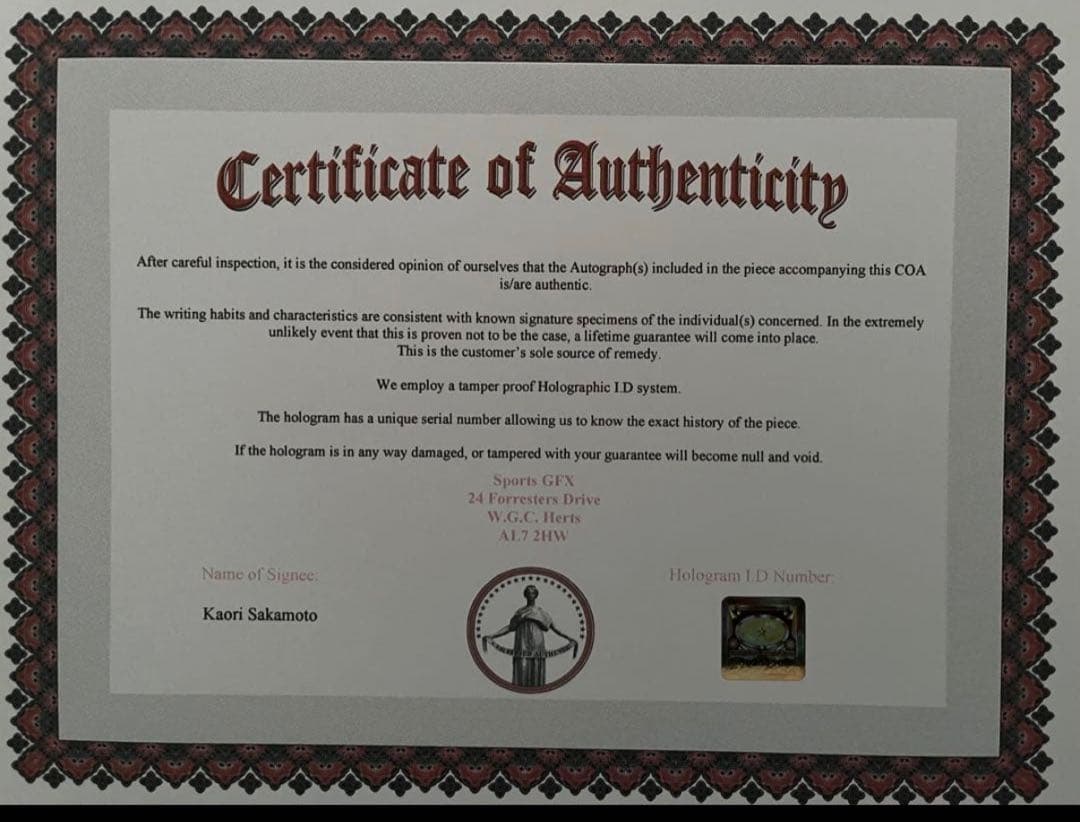 Certificate of Authenticity
After careful inspection, it is the considered opinion of ourselves that the Autograph(s) included in the piece accompanying this COA
is/are authentic.
The writing habits and characteristics are consistent with known signature specimens of the individual(s) concerned. In the extremely
unlikely event that this is proven not to be the case, a lifetime guarantee will come into place.
This is the customer's sole source of remedy.
We employ a tamper proof Holographic I.D system.
The hologram has a unique serial number allowing us to know the exact history of the piece.
If the hologram is in any way damaged, or tampered with your guarantee will become null and void.
Sports GFX
24 Forresters Drive
W.G.C. Herts
AL7 2HW
Name of Signee:
Hologram I.D Number:
Kaori Sakamoto